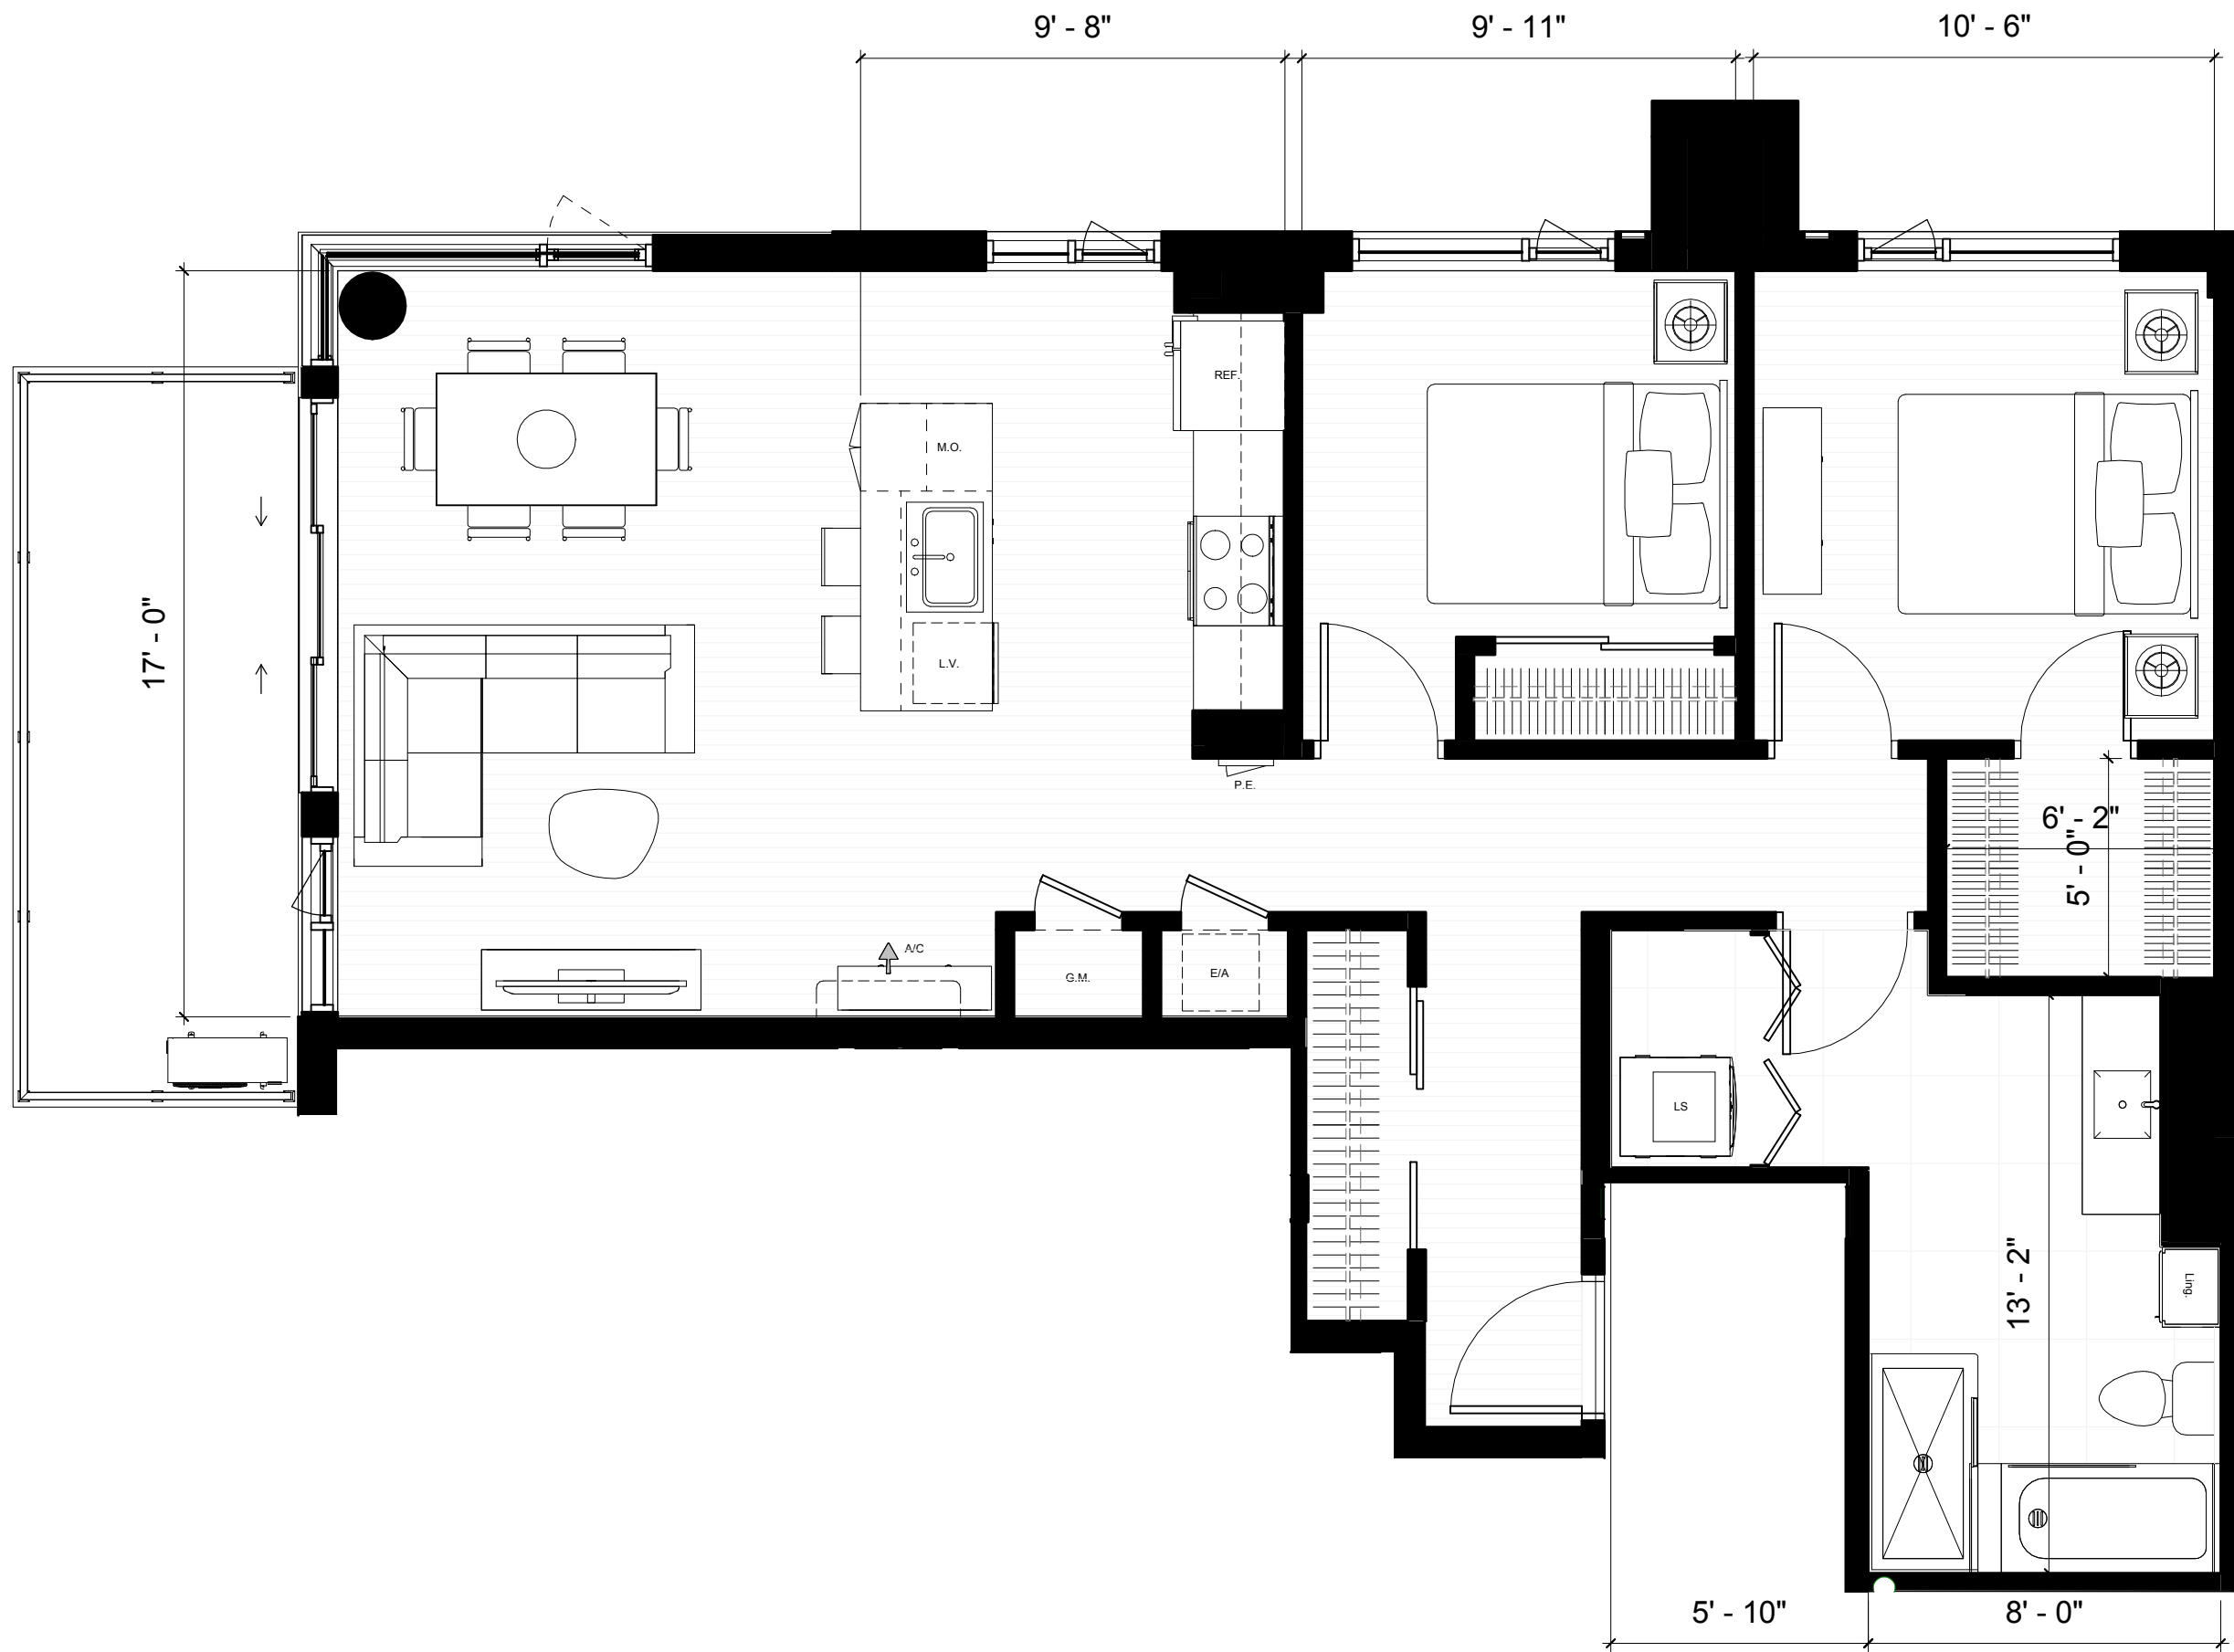 9' - 8"
9' - 11"
10' - 6"
REF.
M.O.
17' - 0"
L.V.
P.E.
6' - 2"
5' - 0"
A/C
G.M.
E/A
LS
13' - 2"
Ling.
5' - 10"
8' - 0"